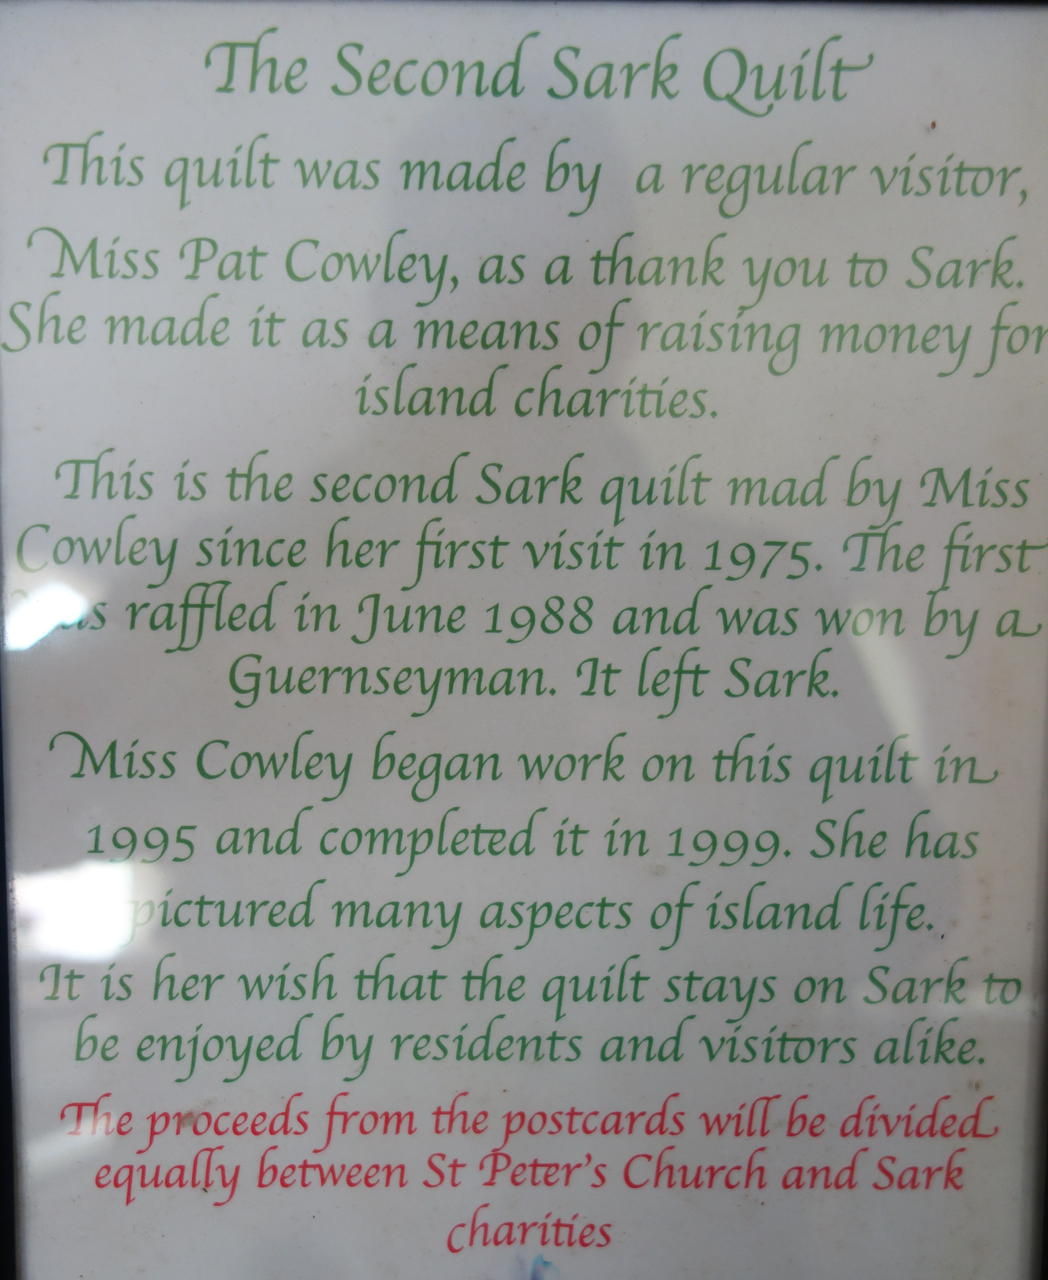 The Second Sark Quilt
This quilt was made by a regular visitor,
Miss Pat Cowley, as a thank you to Sark.
She made it as a means of raising money for
island charities.
This is the second Sark quilt mad by Miss
Cowley since her first visit in 1975. The first
was raffled in June 1988 and was won by a
Guernseyman. It left Sark.
Miss Cowley began work on this quilt in
1995 and completed it in 1999. She has
pictured many aspects of island life.
It is her wish that the quilt stays on Sark to
be enjoyed by residents and visitors alike.
The proceeds from the postcards will be divided
equally between St Peter's Church and Sark
charities